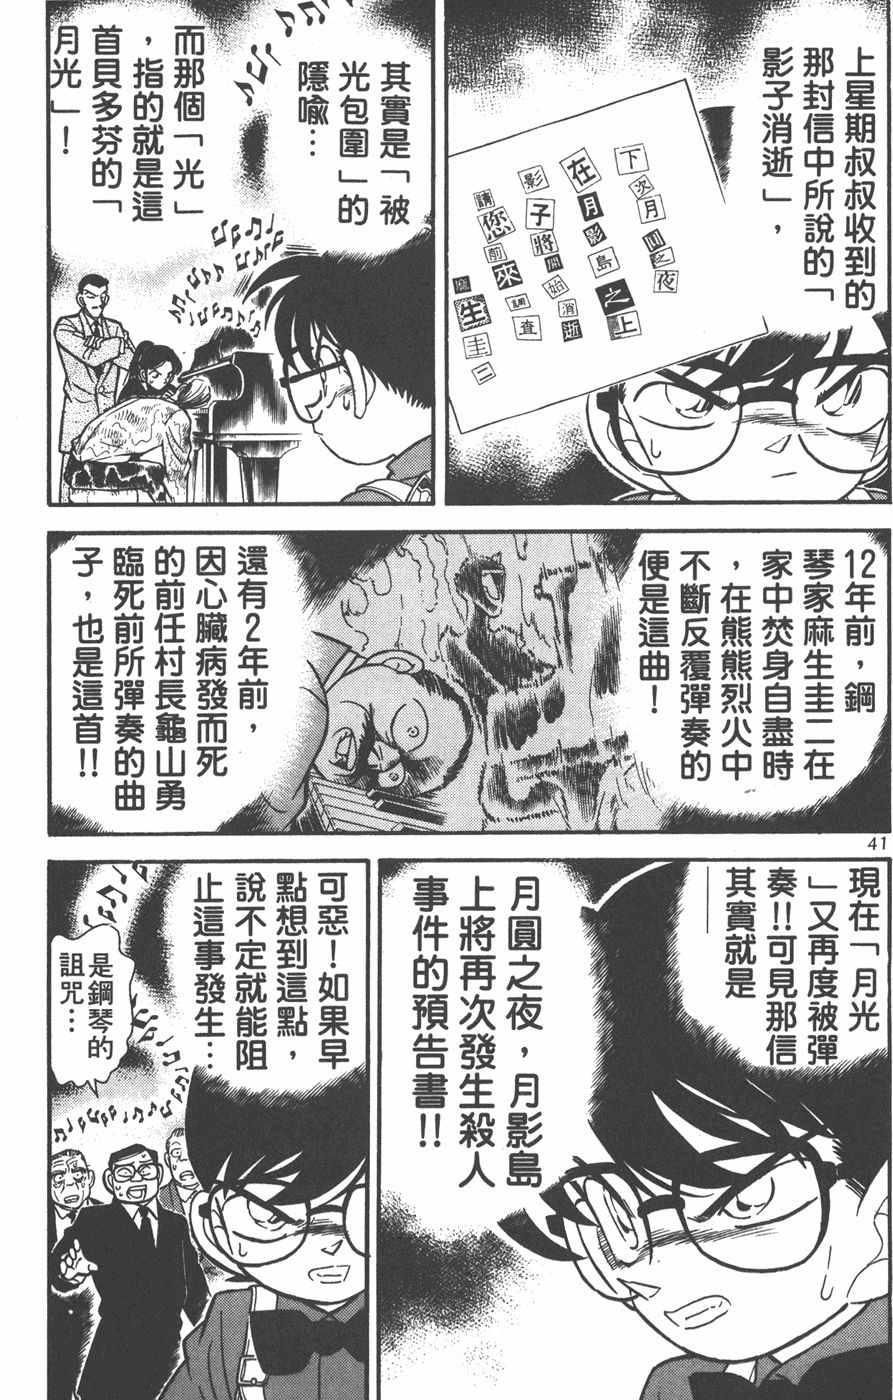 上星期叔叔收到的
那封信中所說的「
影子消逝」，
下次月圓之夜
在月影島之上
影子將開始消逝
請您前來調查
麻生圭二
其實是「被
光包圍」的
隱喻…
而那個「光」
，指的就是這
首貝多芬的「
月光」！
12年前，鋼
琴家麻生圭二在
家中焚身自盡時
，在熊熊烈火中
不斷反覆彈奏的
便是這曲！
還有2年前，
因心臟病發而死
的前任村長龜山勇
臨死前所彈奏的曲
子，也是這首!!
41
現在「月光
」又再度被彈
奏!!可見那信
其實就是──
月圓之夜，月影島
上將再次發生殺人
事件的預告書!!
可惡！如果早
點想到這點，
說不定就能阻
止這事發生…
是鋼琴的
詛咒…